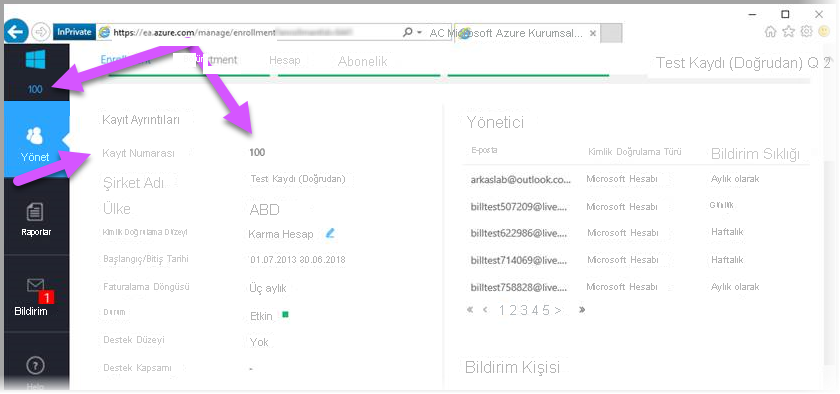 InPrivate https://ea.azure.com/manage/enrollment AC Microsoft Azure Kurumsal...
Hesap Abonelik Test Kaydı (Doğrudan) Q 2
100
Yönet
Raporlar
1
Bildirim
Help
Kayıt Ayrıntıları
Kayıt Numarası 100
Şirket Adı Test Kaydı (Doğrudan)
Ülke ABD
Kimlik Doğrulama Düzeyi Karma Hesap
Başlangıç/Bitiş Tarihi 01.07.2013 30.06.2018
Faturalama Döngüsü Üç aylık
Durum Etkin
Destek Düzeyi Yok
Destek Kapsamı -
Yönetici
E-posta Kimlik Doğrulama Türü Bildirim Sıklığı
arkaslab@outlook.co... Microsoft Hesabı Aylık olarak
billtest507209@live.... Microsoft Hesabı Günlük
billtest622986@live.... Microsoft Hesabı Haftalık
billtest714069@live.... Microsoft Hesabı Haftalık
billtest758828@live.... Microsoft Hesabı Aylık olarak
« ‹ 1 2 3 4 5 > »
Bildirim Kişisi